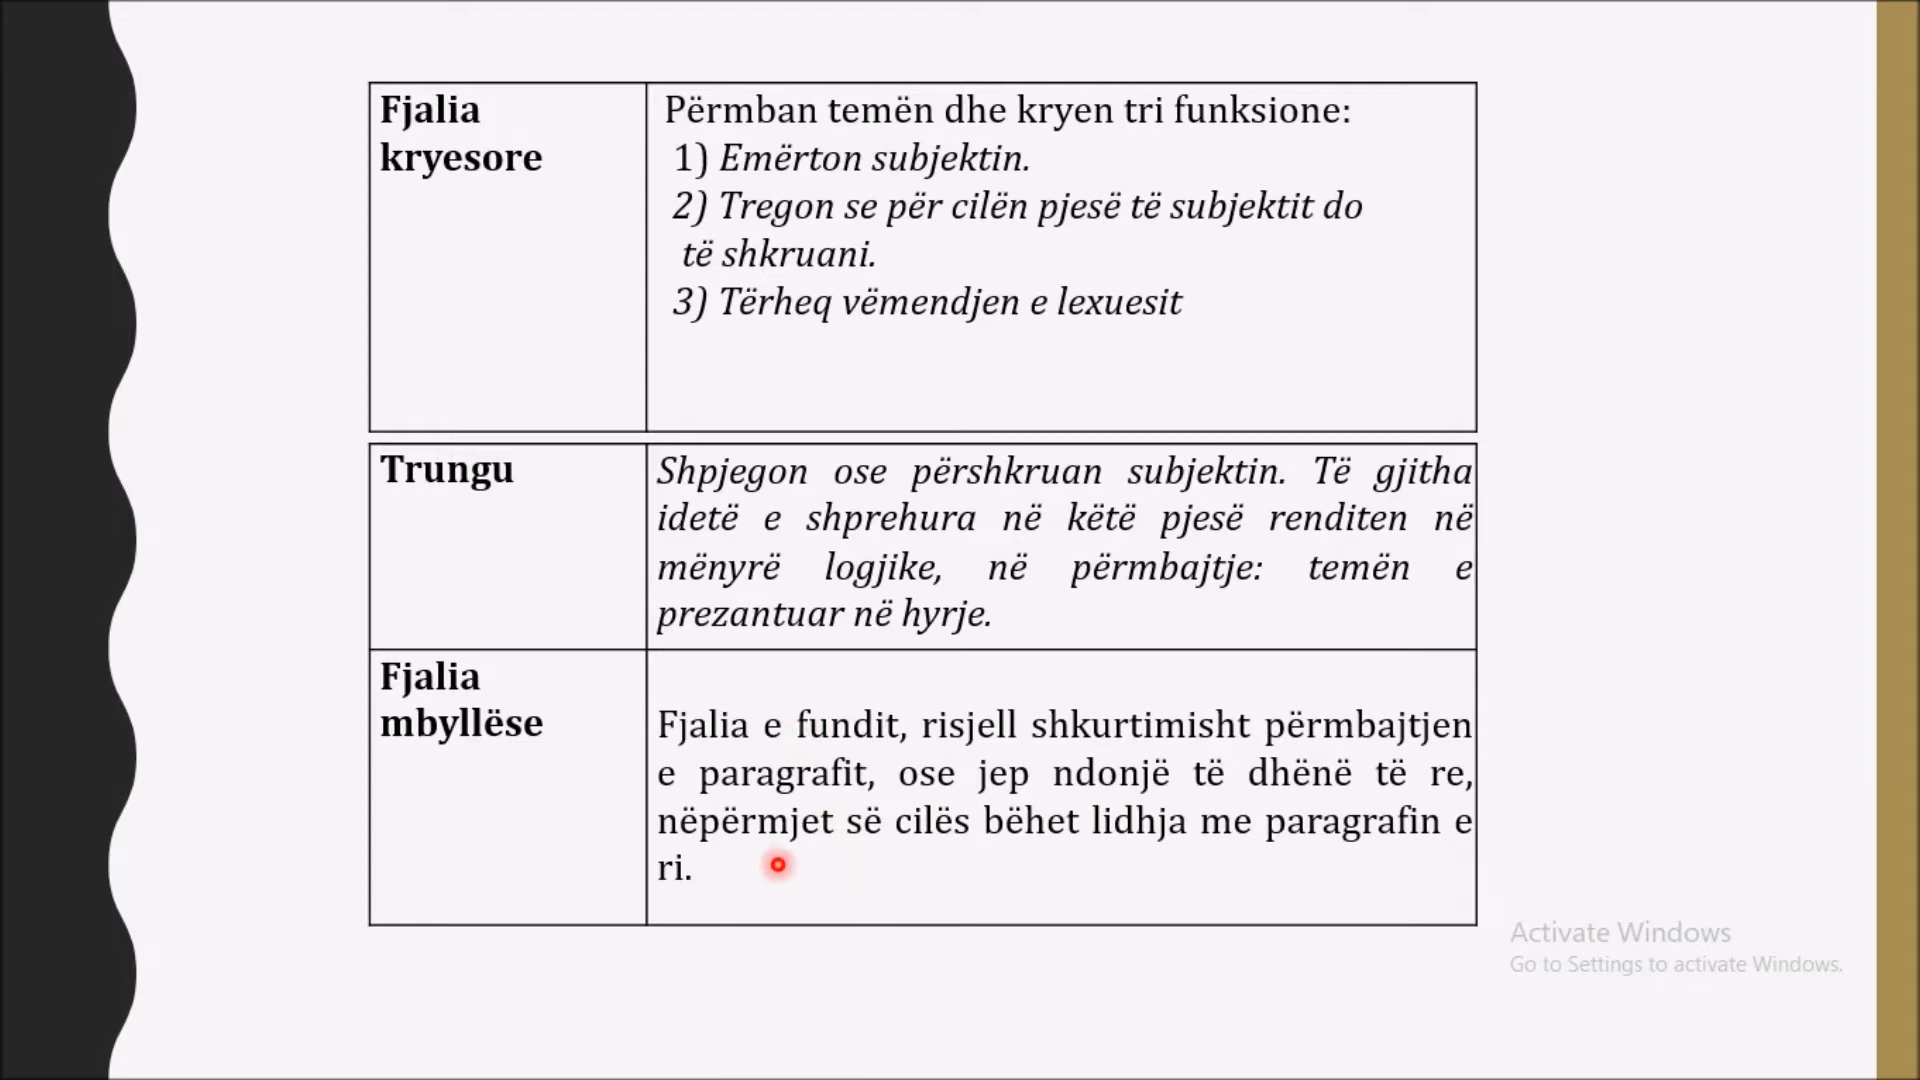 Fjalia
kryesore
Përmban temën dhe kryen tri funksione:
1) Emërton subjektin.
2) Tregon se për cilën pjesë të subjektit do
të shkruani.
3) Tërheq vëmendjen e lexuesit
Trungu
Shpjegon ose përshkruan subjektin. Të gjitha
idetë e shprehura në këtë pjesë renditen në
mënyrë logjike, në përmbajtje: temën e
prezantuar në hyrje.
Fjalia
mbyllëse
Fjalia e fundit, risjell shkurtimisht përmbajtjen
e paragrafit, ose jep ndonjë të dhënë të re,
nëpërmjet së cilës bëhet lidhja me paragrafin e
ri.
Activate Windows
Go to Settings to activate Windows.